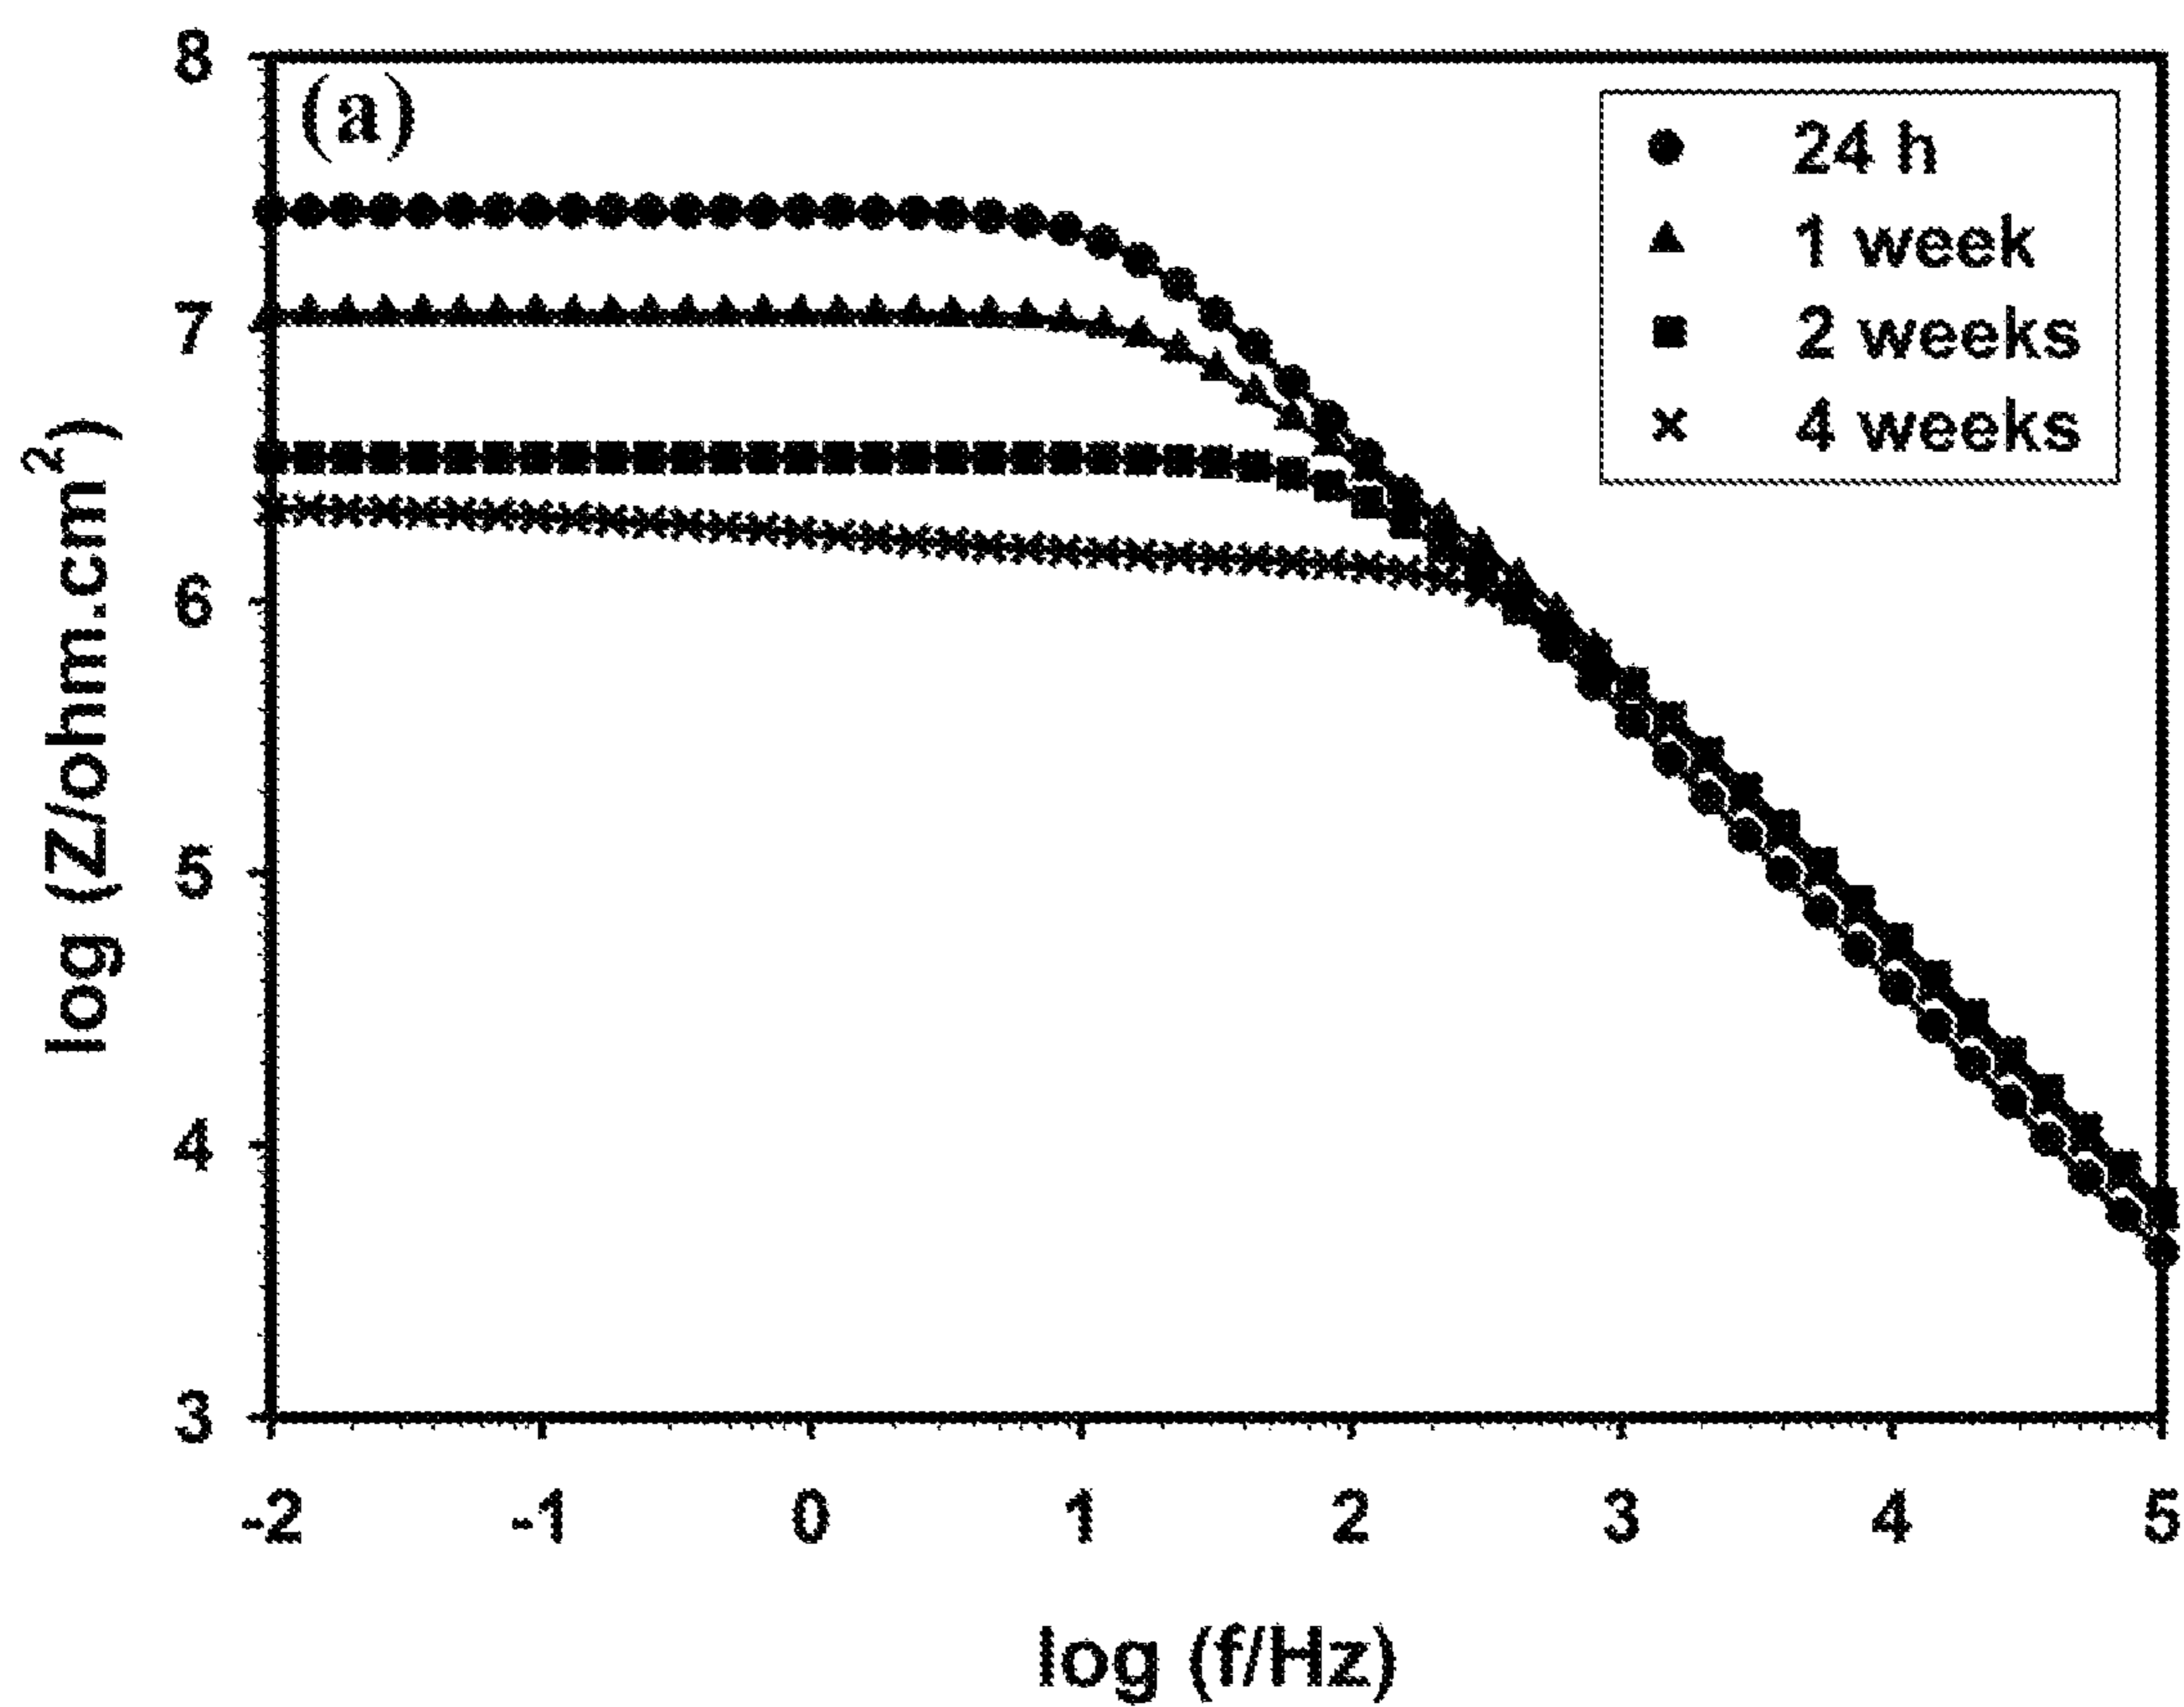 (a)
24 h
1 week
2 weeks
4 weeks
8
7
6
5
4
3
log (Z/ohm.cm²)
-2 -1 0 1 2 3 4 5
log (f/Hz)